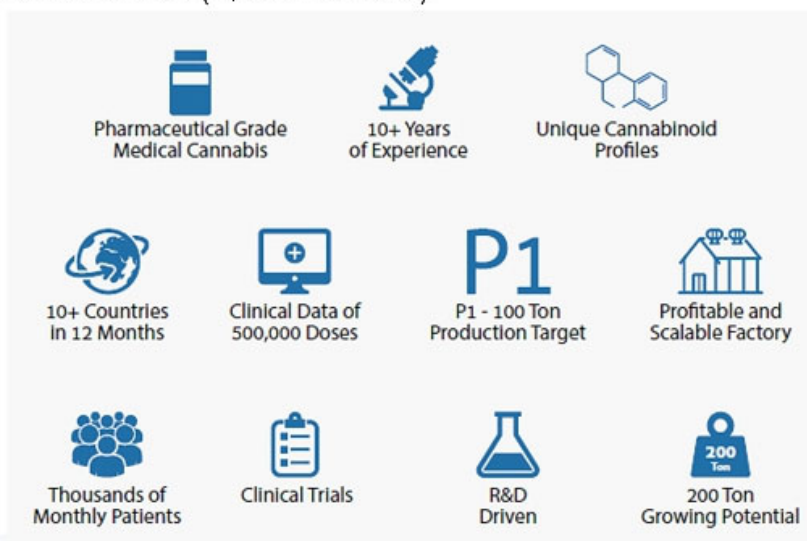 Pharmaceutical Grade
Medical Cannabis
10+ Years
of Experience
Unique Cannabinoid
Profiles
P1
10+ Countries
in 12 Months
Clinical Data of
500,000 Doses
P1 - 100 Ton
Production Target
Profitable and
Scalable Factory
200
Ton
Thousands of
Monthly Patients
Clinical Trials
R&D
Driven
200 Ton
Growing Potential